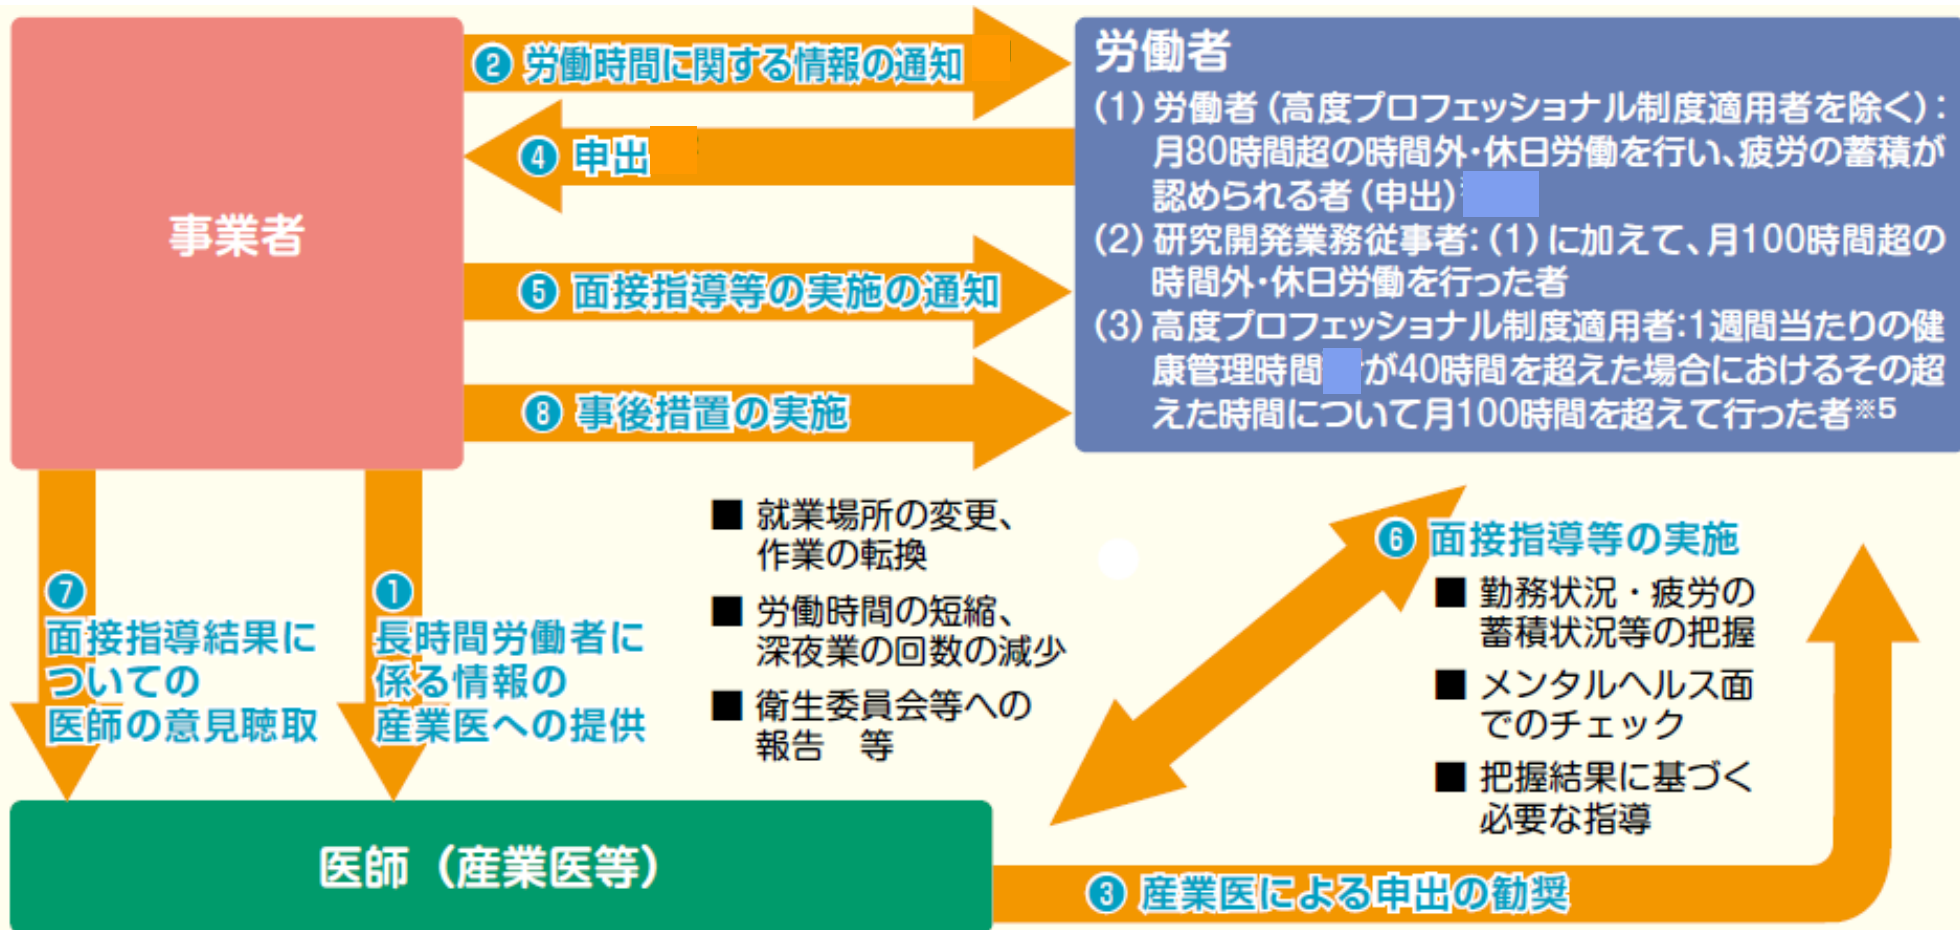 事業者
❷ 労働時間に関する情報の通知
❹ 申出
❺ 面接指導等の実施の通知
❽ 事後措置の実施
労働者
(1) 労働者（高度プロフェッショナル制度適用者を除く）：
月80時間超の時間外・休日労働を行い、疲労の蓄積が
認められる者（申出）
(2) 研究開発業務従事者：(1) に加えて、月100時間超の
時間外・休日労働を行った者
(3) 高度プロフェッショナル制度適用者：1週間当たりの健
康管理時間 が40時間を超えた場合におけるその超
えた時間について月100時間を超えて行った者※5
❼
面接指導結果に
ついての
医師の意見聴取
❶
長時間労働者に
係る情報の
産業医への提供
■ 就業場所の変更、
作業の転換
■ 労働時間の短縮、
深夜業の回数の減少
■ 衛生委員会等への
報告　等
❻ 面接指導等の実施
■ 勤務状況・疲労の
蓄積状況等の把握
■ メンタルヘルス面
でのチェック
■ 把握結果に基づく
必要な指導
医師（産業医等）
❸ 産業医による申出の勧奨